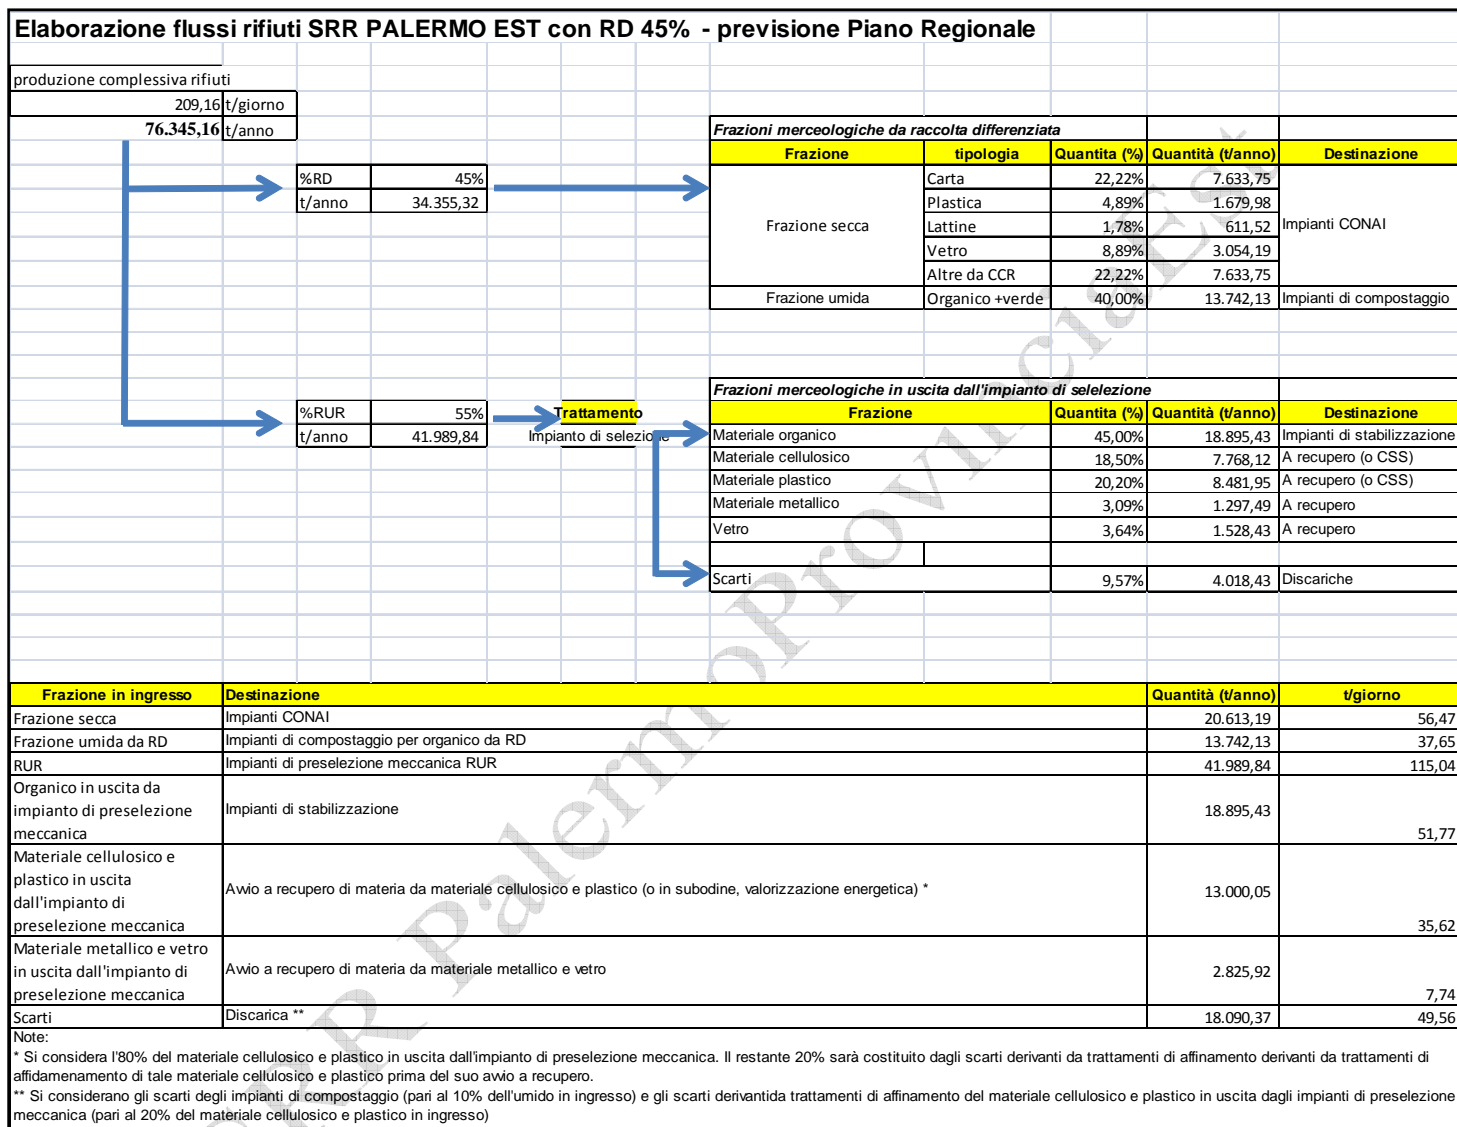 Elaborazione flussi rifiuti SRR PALERMO EST con RD 45% - previsione Piano Regionale
produzione complessiva rifiuti
209,16 t/giorno
76.345,16 t/anno
Frazioni merceologiche da raccolta differenziata
Frazione tipologia Quantita (%) Quantità (t/anno) Destinazione
%RD 45%
t/anno 34.355,32
Frazione secca
Carta 22,22% 7.633,75
Plastica 4,89% 1.679,98
Lattine 1,78% 611,52
Impianti CONAI
Vetro 8,89% 3.054,19
Altre da CCR 22,22% 7.633,75
Frazione umida Organico +verde 40,00% 13.742,13 Impianti di compostaggio
Frazioni merceologiche in uscita dall'impianto di selelezione
%RUR 55%
t/anno 41.989,84
Trattamento
Impianto di selezione
Frazione Quantita (%) Quantità (t/anno) Destinazione
Materiale organico 45,00% 18.895,43 Impianti di stabilizzazione
Materiale cellulosico 18,50% 7.768,12 A recupero (o CSS)
Materiale plastico 20,20% 8.481,95 A recupero (o CSS)
Materiale metallico 3,09% 1.297,49 A recupero
Vetro 3,64% 1.528,43 A recupero
Scarti 9,57% 4.018,43 Discariche
Frazione in ingresso Destinazione Quantità (t/anno) t/giorno
Frazione secca Impianti CONAI 20.613,19 56,47
Frazione umida da RD Impianti di compostaggio per organico da RD 13.742,13 37,65
RUR Impianti di preselezione meccanica RUR 41.989,84 115,04
Organico in uscita da
impianto di preselezione
meccanica
Impianti di stabilizzazione 18.895,43 51,77
Materiale cellulosico e
plastico in uscita
dall'impianto di
preselezione meccanica
Avvio a recupero di materia da materiale cellulosico e plastico (o in subodine, valorizzazione energetica) * 13.000,05 35,62
Materiale metallico e vetro
in uscita dall'impianto di
preselezione meccanica
Avvio a recupero di materia da materiale metallico e vetro 2.825,92 7,74
Scarti Discarica ** 18.090,37 49,56
Note:
* Si considera l'80% del materiale cellulosico e plastico in uscita dall'impianto di preselezione meccanica. Il restante 20% sarà costituito dagli scarti derivanti da trattamenti di affinamento derivanti da trattamenti di
affidamenamento di tale materiale cellulosico e plastico prima del suo avvio a recupero.
** Si considerano gli scarti degli impianti di compostaggio (pari al 10% dell'umido in ingresso) e gli scarti derivantida trattamenti di affinamento del materiale cellulosico e plastico in uscita dagli impianti di preselezione
meccanica (pari al 20% del materiale cellulosico e plastico in ingresso)
SRR PalermoProvinciaEst